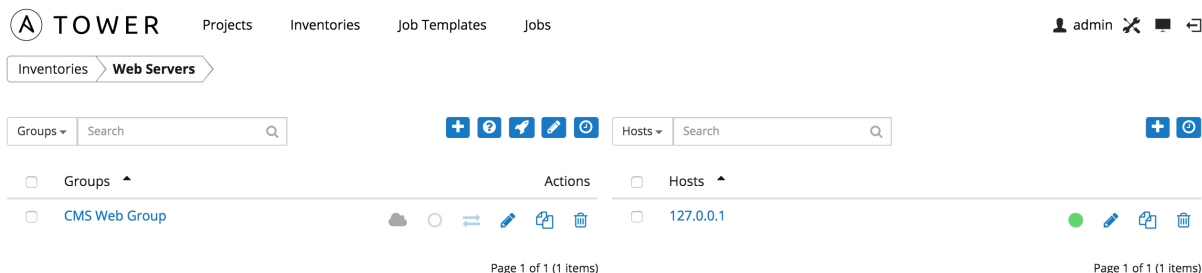 TOWER Projects Inventories Job Templates Jobs admin
Inventories Web Servers
Groups Search Hosts Search
Groups Actions Hosts
CMS Web Group 127.0.0.1
Page 1 of 1 (1 items) Page 1 of 1 (1 items)